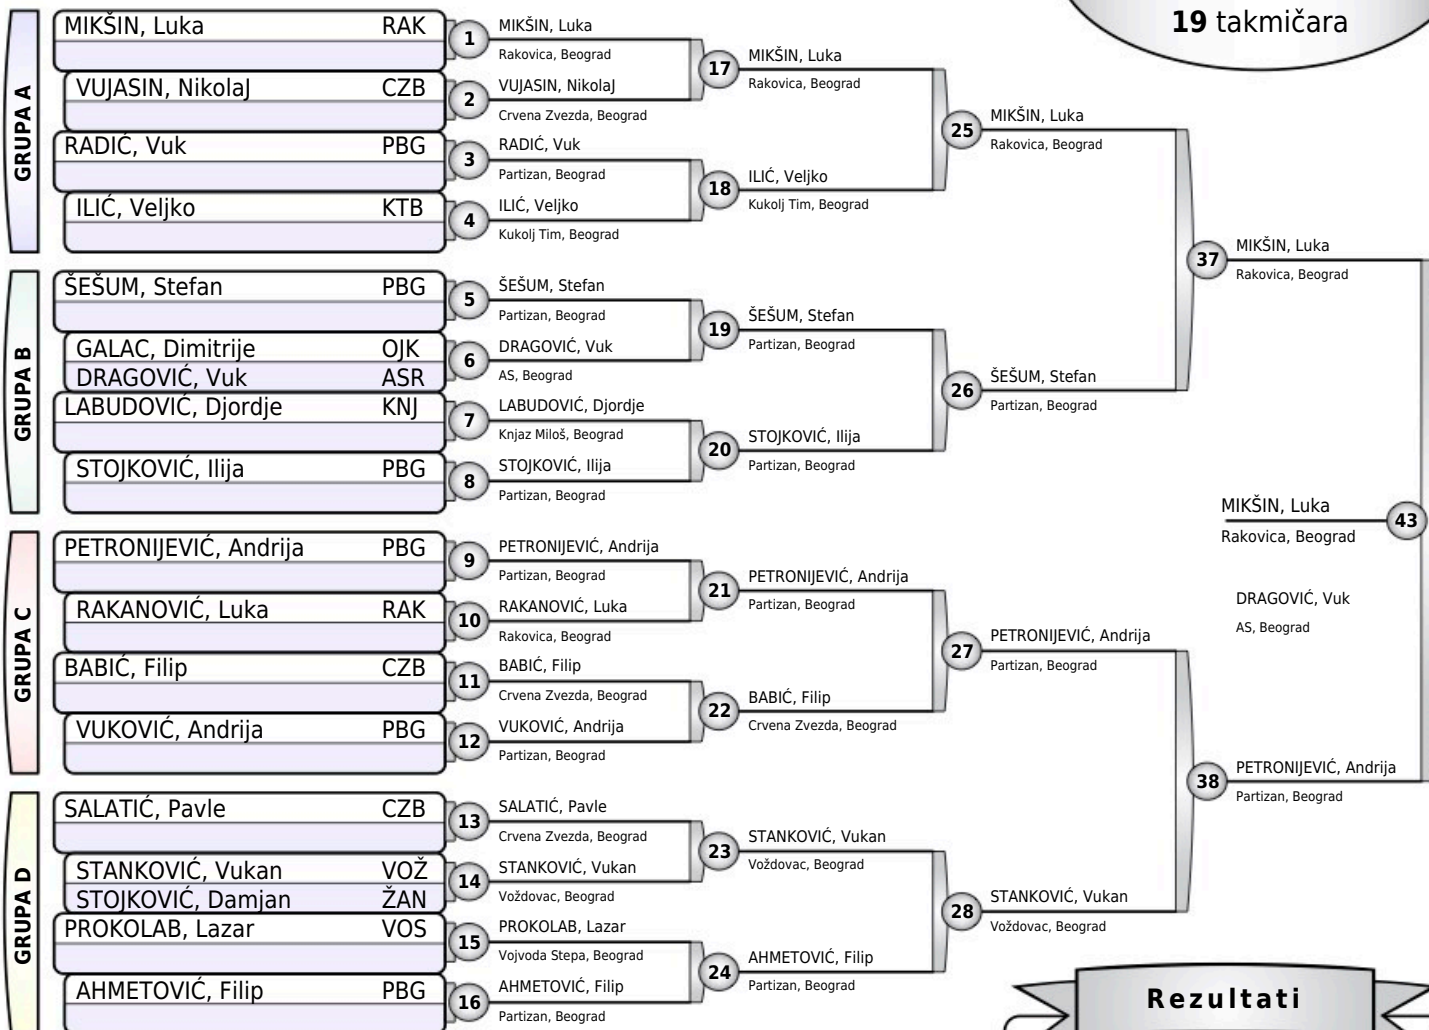 19 takmičara
GRUPA A
MIKŠIN, Luka RAK
VUJASIN, NikolaJ CZB
RADIĆ, Vuk PBG
ILIĆ, Veljko KTB
GRUPA B
ŠEŠUM, Stefan PBG
GALAC, Dimitrije OJK
DRAGOVIĆ, Vuk ASR
LABUDOVIĆ, Djordje KNJ
STOJKOVIĆ, Ilija PBG
GRUPA C
PETRONIJEVIĆ, Andrija PBG
RAKANOVIĆ, Luka RAK
BABIĆ, Filip CZB
VUKOVIĆ, Andrija PBG
GRUPA D
SALATIĆ, Pavle CZB
STANKOVIĆ, Vukan VOŽ
STOJKOVIĆ, Damjan ŽAN
PROKOLAB, Lazar VOS
AHMETOVIĆ, Filip PBG
1 MIKŠIN, Luka
Rakovica, Beograd
2 VUJASIN, NikolaJ
Crvena Zvezda, Beograd
3 RADIĆ, Vuk
Partizan, Beograd
4 ILIĆ, Veljko
Kukolj Tim, Beograd
5 ŠEŠUM, Stefan
Partizan, Beograd
6 DRAGOVIĆ, Vuk
AS, Beograd
7 LABUDOVIĆ, Djordje
Knjaz Miloš, Beograd
8 STOJKOVIĆ, Ilija
Partizan, Beograd
9 PETRONIJEVIĆ, Andrija
Partizan, Beograd
10 RAKANOVIĆ, Luka
Rakovica, Beograd
11 BABIĆ, Filip
Crvena Zvezda, Beograd
12 VUKOVIĆ, Andrija
Partizan, Beograd
13 SALATIĆ, Pavle
Crvena Zvezda, Beograd
14 STANKOVIĆ, Vukan
Voždovac, Beograd
15 PROKOLAB, Lazar
Vojvoda Stepa, Beograd
16 AHMETOVIĆ, Filip
Partizan, Beograd
17 MIKŠIN, Luka
Rakovica, Beograd
18 ILIĆ, Veljko
Kukolj Tim, Beograd
19 ŠEŠUM, Stefan
Partizan, Beograd
20 STOJKOVIĆ, Ilija
Partizan, Beograd
21 PETRONIJEVIĆ, Andrija
Partizan, Beograd
22 BABIĆ, Filip
Crvena Zvezda, Beograd
23 STANKOVIĆ, Vukan
Voždovac, Beograd
24 AHMETOVIĆ, Filip
Partizan, Beograd
25 MIKŠIN, Luka
Rakovica, Beograd
26 ŠEŠUM, Stefan
Partizan, Beograd
27 PETRONIJEVIĆ, Andrija
Partizan, Beograd
28 STANKOVIĆ, Vukan
Voždovac, Beograd
37 MIKŠIN, Luka
Rakovica, Beograd
MIKŠIN, Luka 43
Rakovica, Beograd
DRAGOVIĆ, Vuk
AS, Beograd
38 PETRONIJEVIĆ, Andrija
Partizan, Beograd
Rezultati